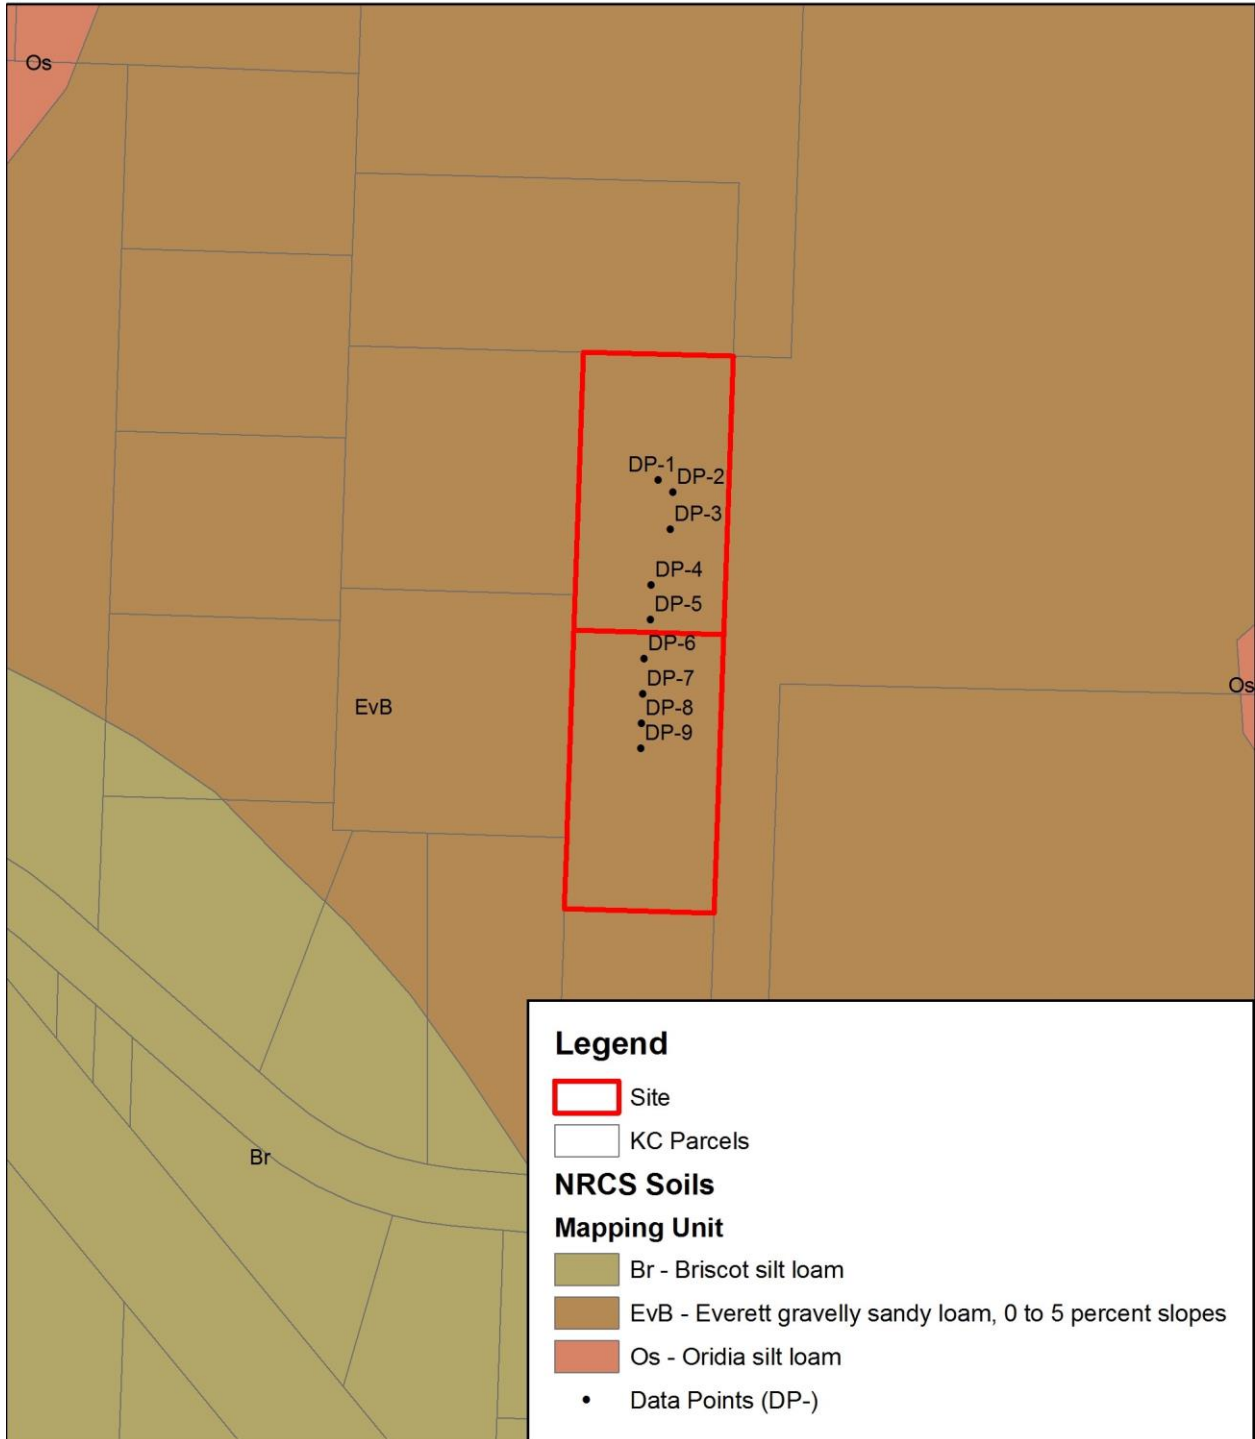 Os
DP-1
DP-2
DP-3
DP-4
DP-5
DP-6
DP-7
DP-8
DP-9
Os
EvB
Br
Legend
Site
KC Parcels
NRCS Soils
Mapping Unit
Br - Briscot silt loam
EvB - Everett gravelly sandy loam, 0 to 5 percent slopes
Os - Oridia silt loam
Data Points (DP-)